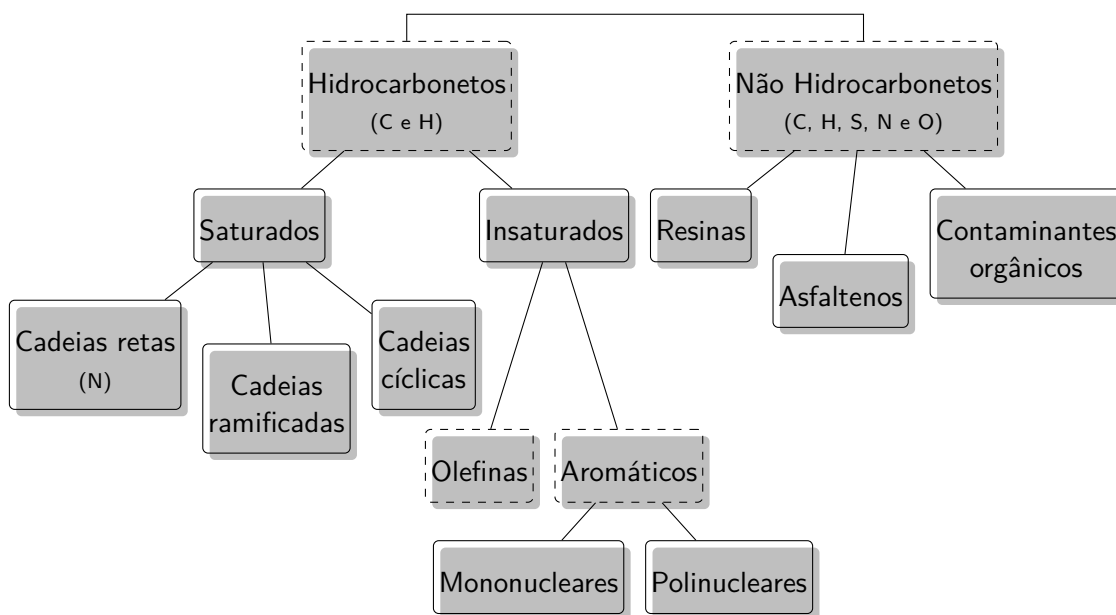 Hidrocarbonetos
(C e H)
Não Hidrocarbonetos
(C, H, S, N e O)
Saturados
Insaturados
Resinas
Asfaltenos
Contaminantes
orgânicos
Cadeias retas
(N)
Cadeias
ramificadas
Cadeias
cíclicas
Olefinas
Aromáticos
Mononucleares
Polinucleares